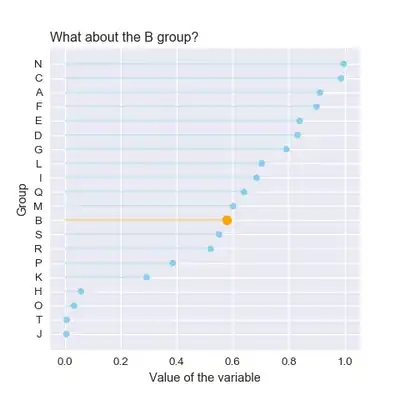 What about the B group?
Group
N
C
A
F
E
D
G
L
I
Q
M
B
S
R
P
K
H
O
T
J
0.0 0.2 0.4 0.6 0.8 1.0
Value of the variable